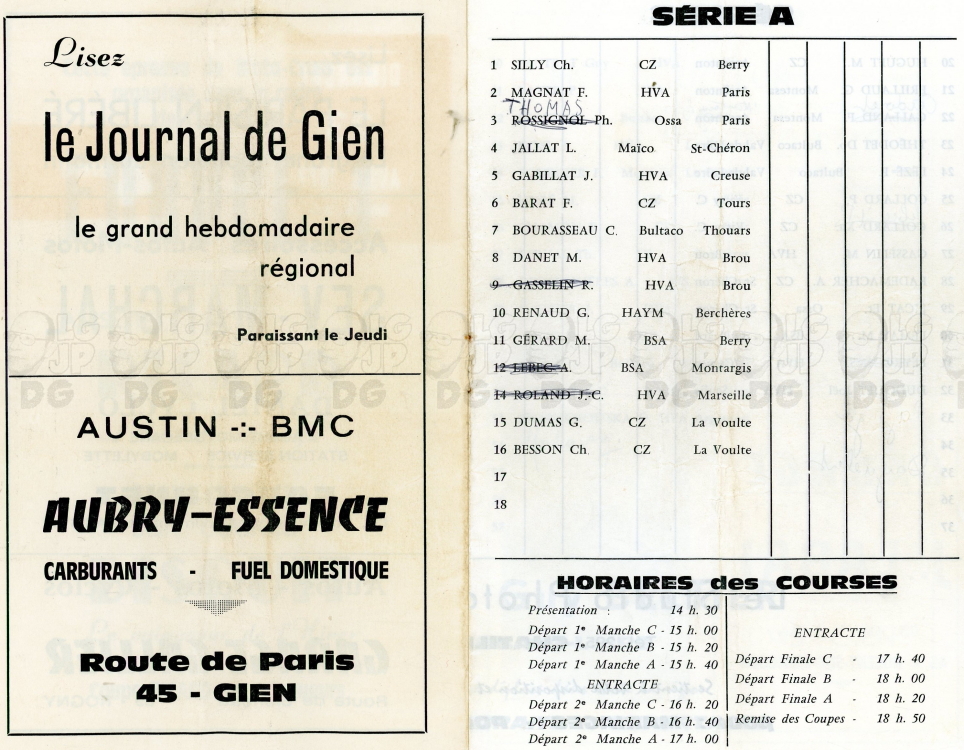 Lisez
le Journal de Gien
le grand hebdomadaire
régional
Paraissant le Jeudi
AUSTIN -:- BMC
AUBRY-ESSENCE
CARBURANTS - FUEL DOMESTIQUE
Route de Paris
45 - GIEN
SÉRIE A
1 SILLY Ch. CZ Berry
2 MAGNAT F. HVA Paris
THOMAS
3 ROSSIGNOL Ph. Ossa Paris
4 JALLAT L. Maïco St-Chéron
5 GABILLAT J. HVA Creuse
6 BARAT F. CZ Tours
7 BOURASSEAU C. Bultaco Thouars
8 DANET M. HVA Brou
9 GASSELIN R. HVA Brou
10 RENAUD G. HAYM Berchères
11 GÉRARD M. BSA Berry
12 LEBEC A. BSA Montargis
14 ROLAND J.-C. HVA Marseille
15 DUMAS G. CZ La Voulte
16 BESSON Ch. CZ La Voulte
17
18
HORAIRES des COURSES
Présentation : 14 h. 30
Départ 1e Manche C - 15 h. 00
Départ 1e Manche B - 15 h. 20
Départ 1e Manche A - 15 h. 40
ENTRACTE
Départ 2e Manche C - 16 h. 20
Départ 2e Manche B - 16 h. 40
Départ 2e Manche A - 17 h. 00
ENTRACTE
Départ Finale C - 17 h. 40
Départ Finale B - 18 h. 00
Départ Finale A - 18 h. 20
Remise des Coupes - 18 h. 50